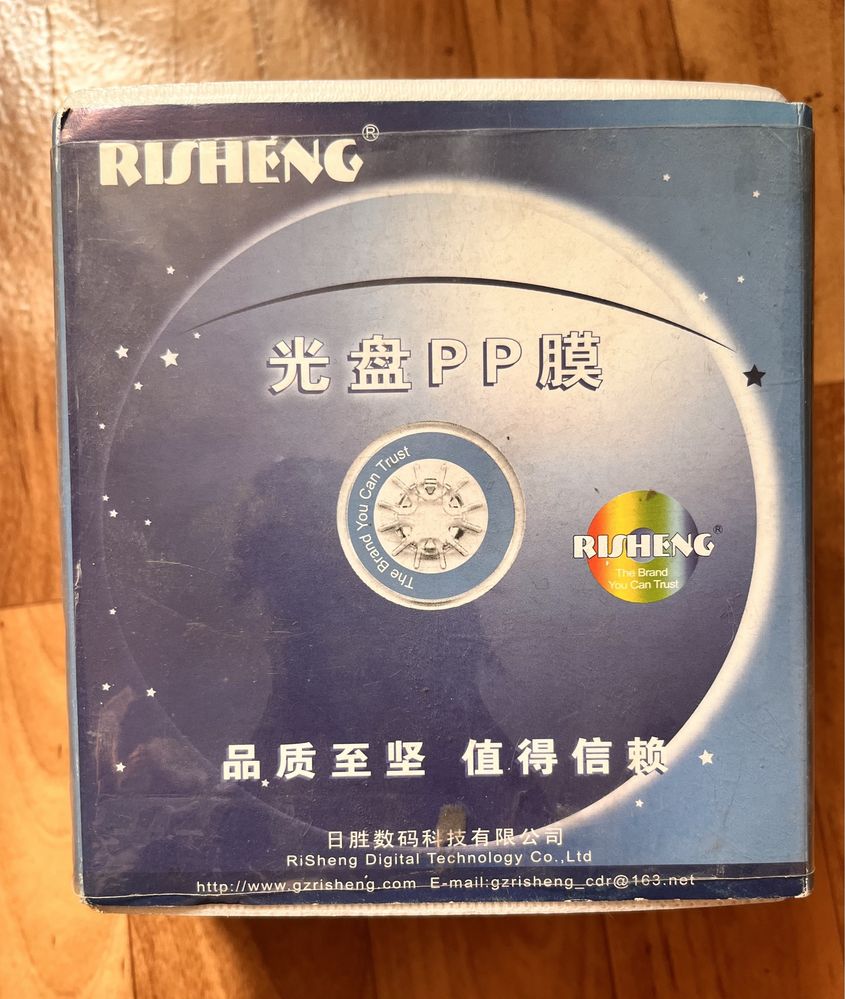 RISHENG®
光盘PP膜
The Brand You Can Trust
RISHENG®
The Brand
You Can Trust
品质至坚 值得信赖
日胜数码科技有限公司
RiSheng Digital Technology Co.,Ltd
http://www.gzrisheng.com E-mail:gzrisheng_cdr@163.net